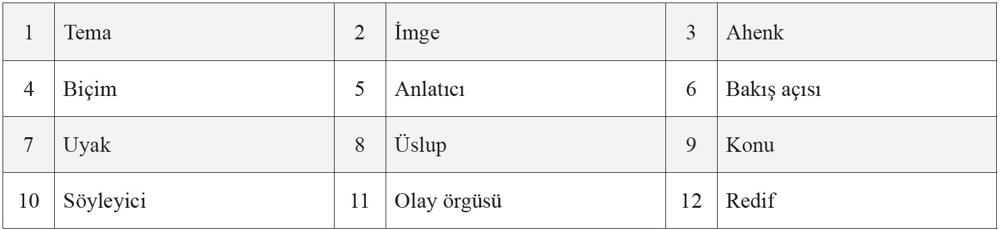 1 Tema 2 İmge 3 Ahenk
4 Biçim 5 Anlatıcı 6 Bakış açısı
7 Uyak 8 Üslup 9 Konu
10 Söyleyici 11 Olay örgüsü 12 Redif